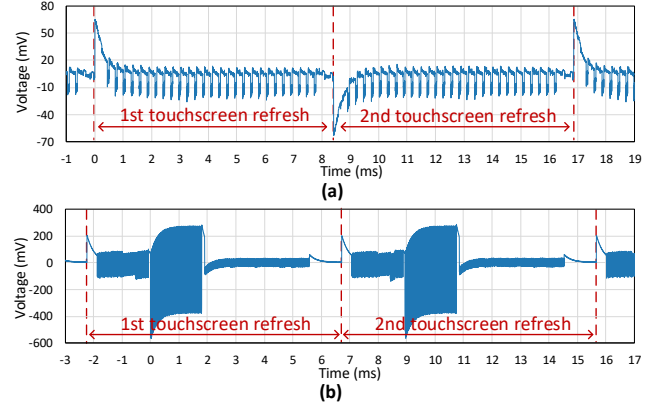 80
50
20
-10
-40
-70
Voltage (mV)
1st touchscreen refresh
2nd touchscreen refresh
-1 0 1 2 3 4 5 6 7 8 9 10 11 12 13 14 15 16 17 18 19
Time (ms)
(a)
400
200
0
-200
-400
-600
Voltage (mV)
1st touchscreen refresh
2nd touchscreen refresh
-3 -2 -1 0 1 2 3 4 5 6 7 8 9 10 11 12 13 14 15 16 17
Time (ms)
(b)